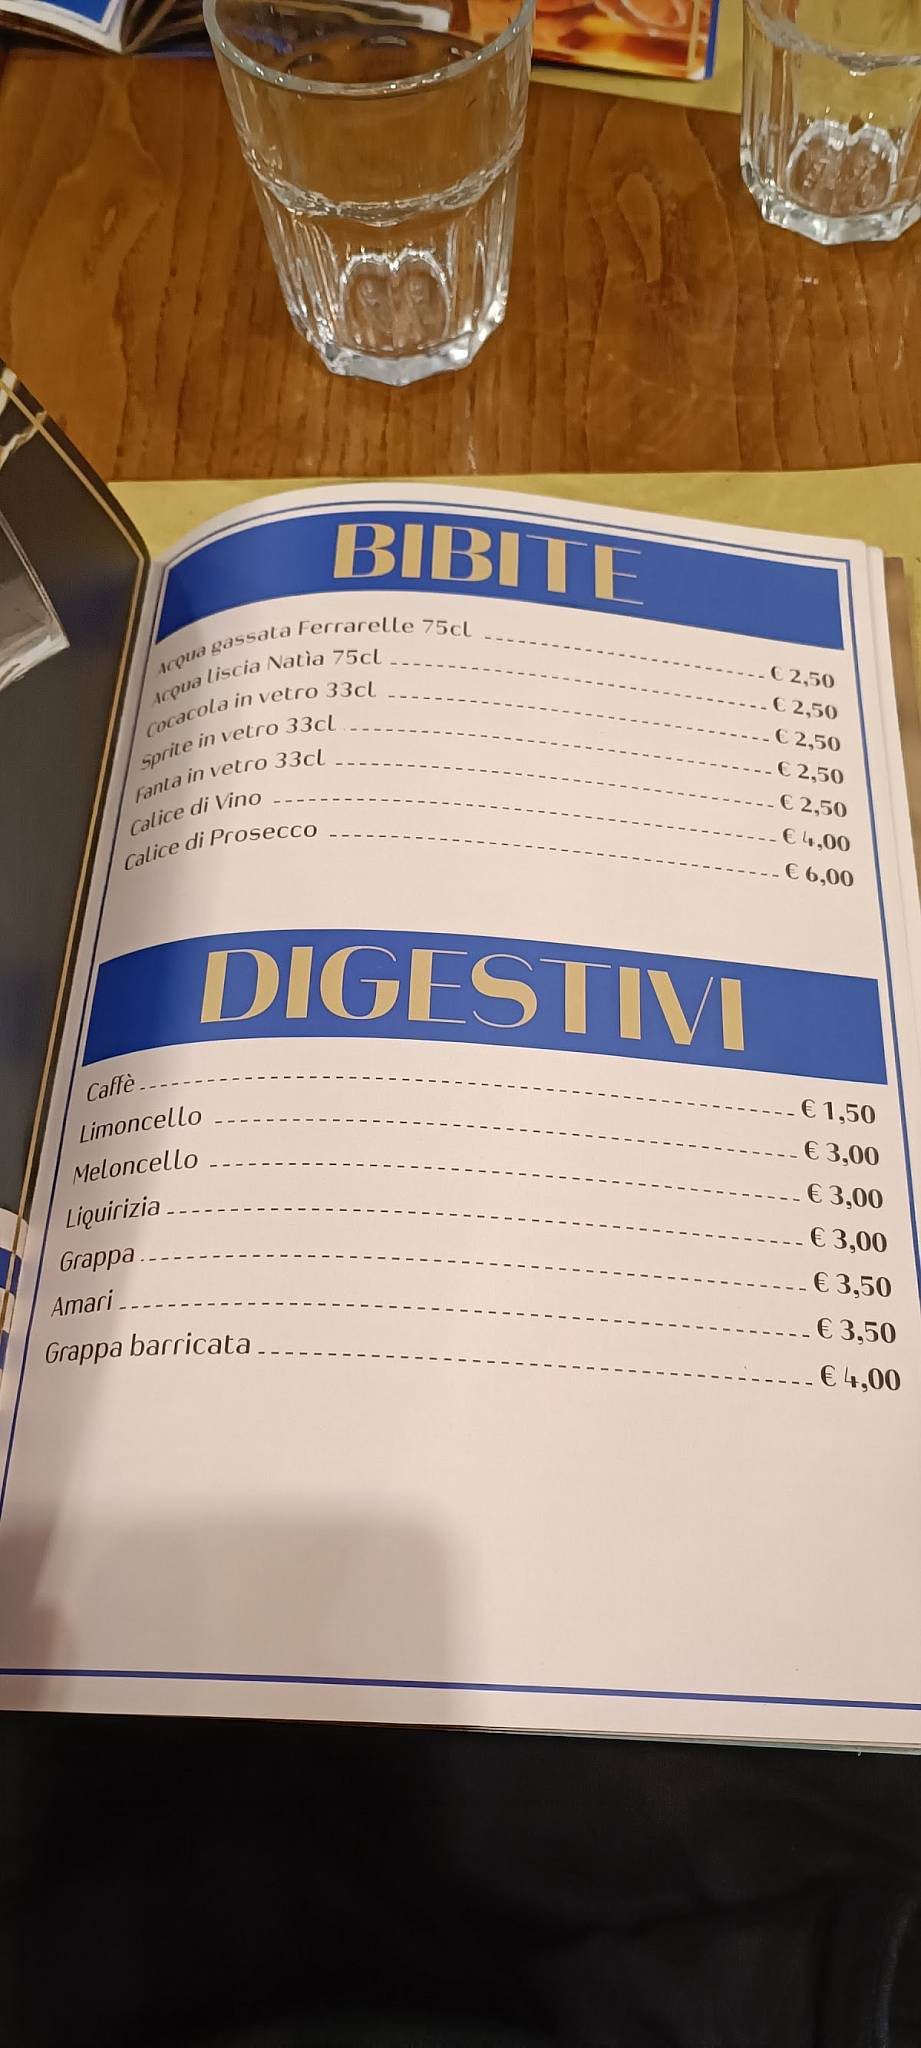 BIBITE
Acqua gassata Ferrarelle 75cl € 2,50
Acqua liscia Natìa 75cl € 2,50
Cocacola in vetro 33cl € 2,50
Sprite in vetro 33cl € 2,50
Fanta in vetro 33cl € 2,50
Calice di Vino € 4,00
Calice di Prosecco € 6,00
DIGESTIVI
Caffè € 1,50
Limoncello € 3,00
Meloncello € 3,00
Liquirizia € 3,00
Grappa € 3,50
Amari € 3,50
Grappa barricata € 4,00